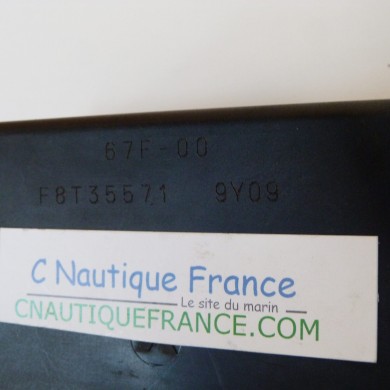 67F-00
F8T35571 9Y09
C Nautique France
Le site du marin
CNAUTIQUEFRANCE.COM